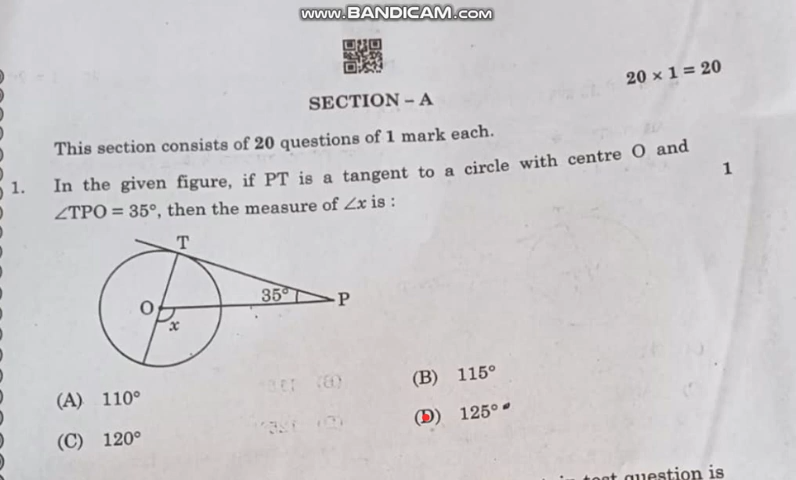 www.BANDICAM.com
20 × 1 = 20
SECTION – A
This section consists of 20 questions of 1 mark each.
1. In the given figure, if PT is a tangent to a circle with centre O and
∠TPO = 35°, then the measure of ∠x is : 1
T
O
35°
P
x
(A) 110°
(B) 115°
(C) 120°
(D) 125°
question is